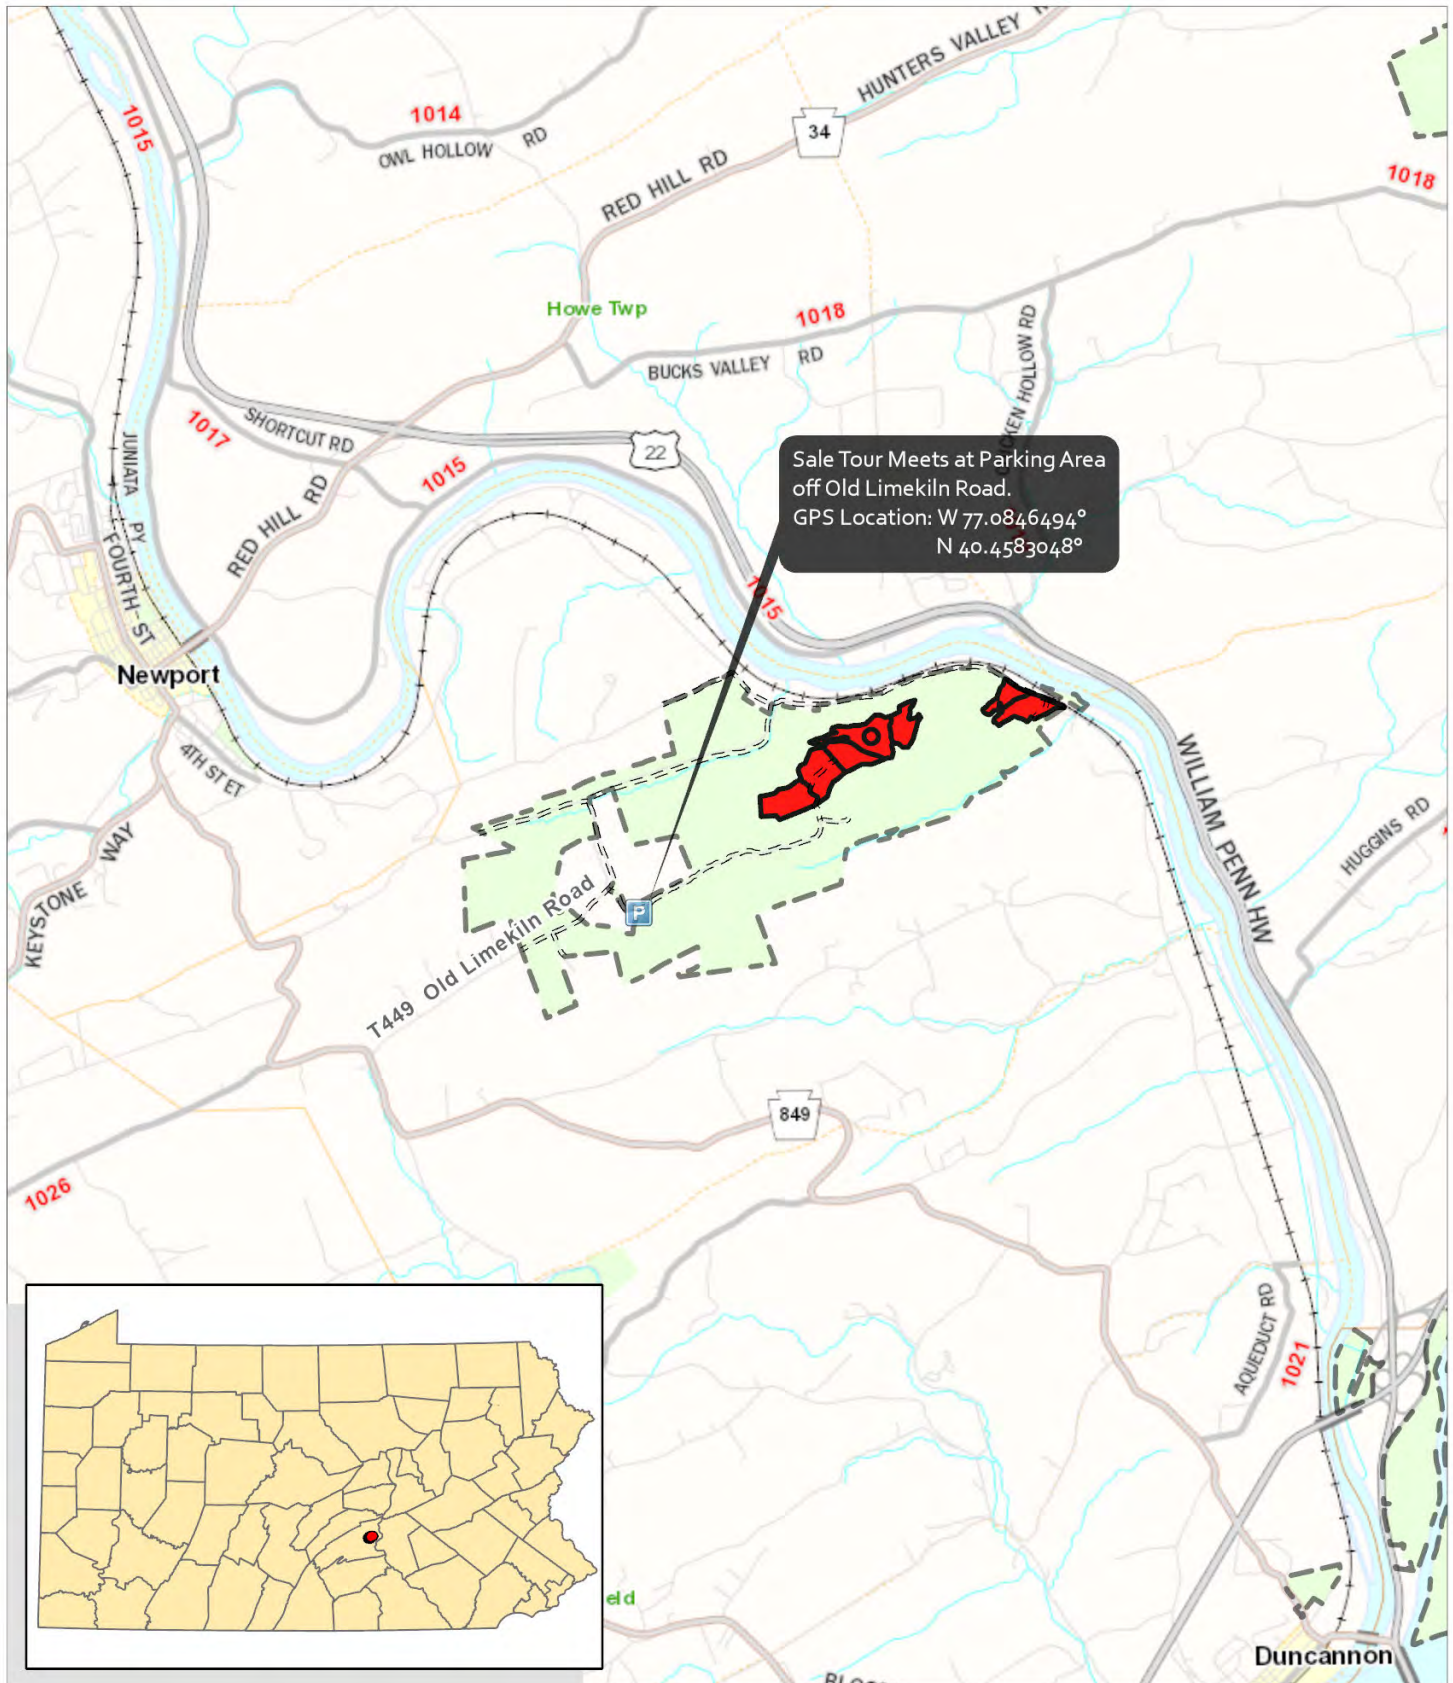 1015
1014
OWL HOLLOW RD
HUNTERS VALLEY
34
RED HILL RD
1018
Howe Twp
1018
BUCKS VALLEY RD
1017
SHORTCUT RD
22
1015
RED HILL RD
JUNIATA PY
FOURTH ST
Newport
4TH ST ET
KEYSTONE WAY
Sale Tour Meets at Parking Area
off Old Limekiln Road.
GPS Location: W 77.0846494°
N 40.4583048°
1015
P
T449 Old Limekiln Road
WILLIAM PENN HW
HUGGINS RD
849
1026
AQUEDUCT RD
1021
eld
Duncannon